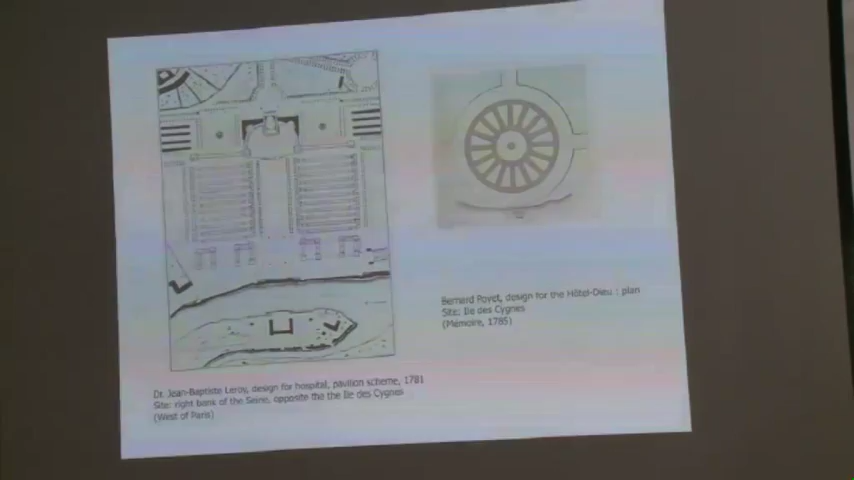 Dr. Jean-Baptiste Leroy, design for hospital, pavilion scheme, 1781
Site: right bank of the Seine, opposite the the Ile des Cygnes
(West of Paris)
Bernard Poyet, design for the Hôtel-Dieu : plan
Site: Ile des Cygnes
(Mémoire, 1785)